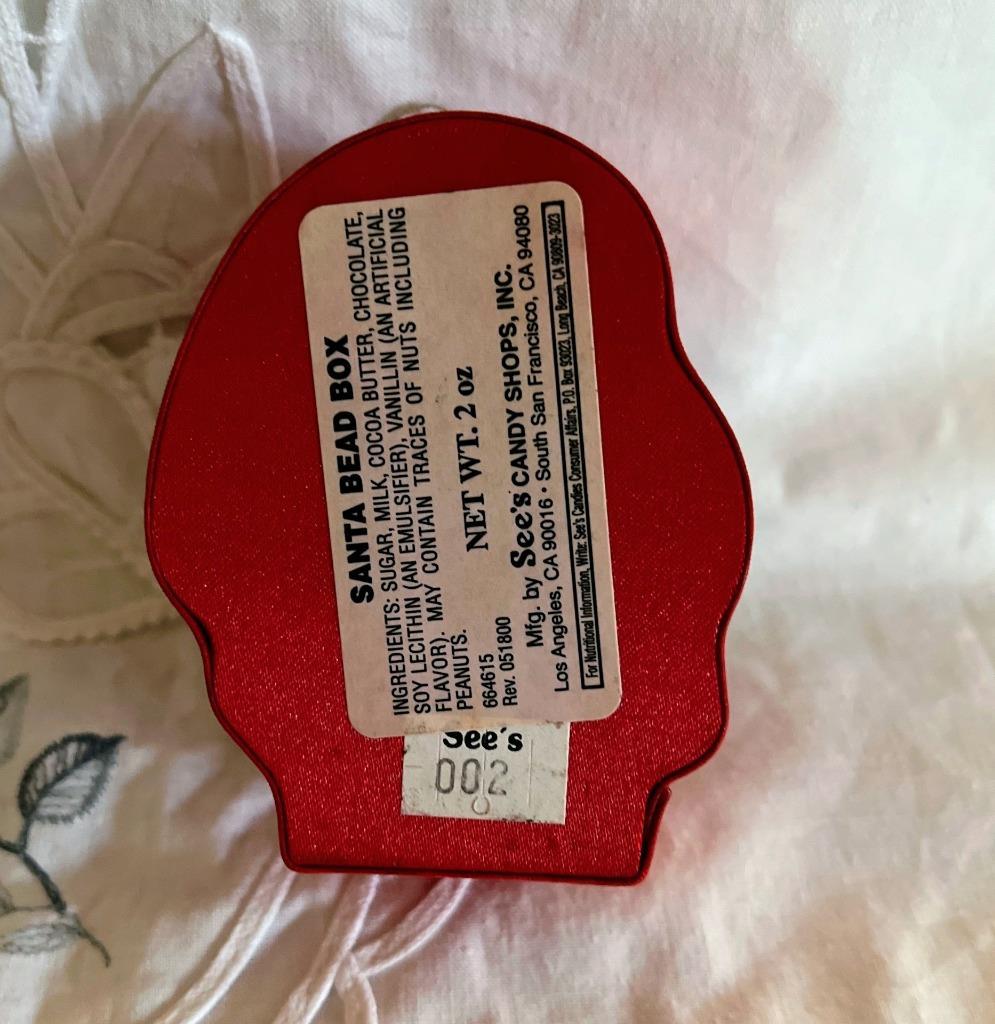 SANTA BEAD BOX
INGREDIENTS: SUGAR, MILK, COCOA BUTTER, CHOCOLATE,
SOY LECITHIN (AN EMULSIFIER), VANILLIN (AN ARTIFICIAL
FLAVOR). MAY CONTAIN TRACES OF NUTS INCLUDING
PEANUTS.
NET WT. 2 oz
664615
Rev. 051800
Mfg. by See's CANDY SHOPS, INC.
Los Angeles, CA 90016 · South San Francisco, CA 94080
For Nutritional Information, Write: See's Candies Consumer Affairs, P.O. Box 93023, Long Beach, CA 90809-3023
See's
002